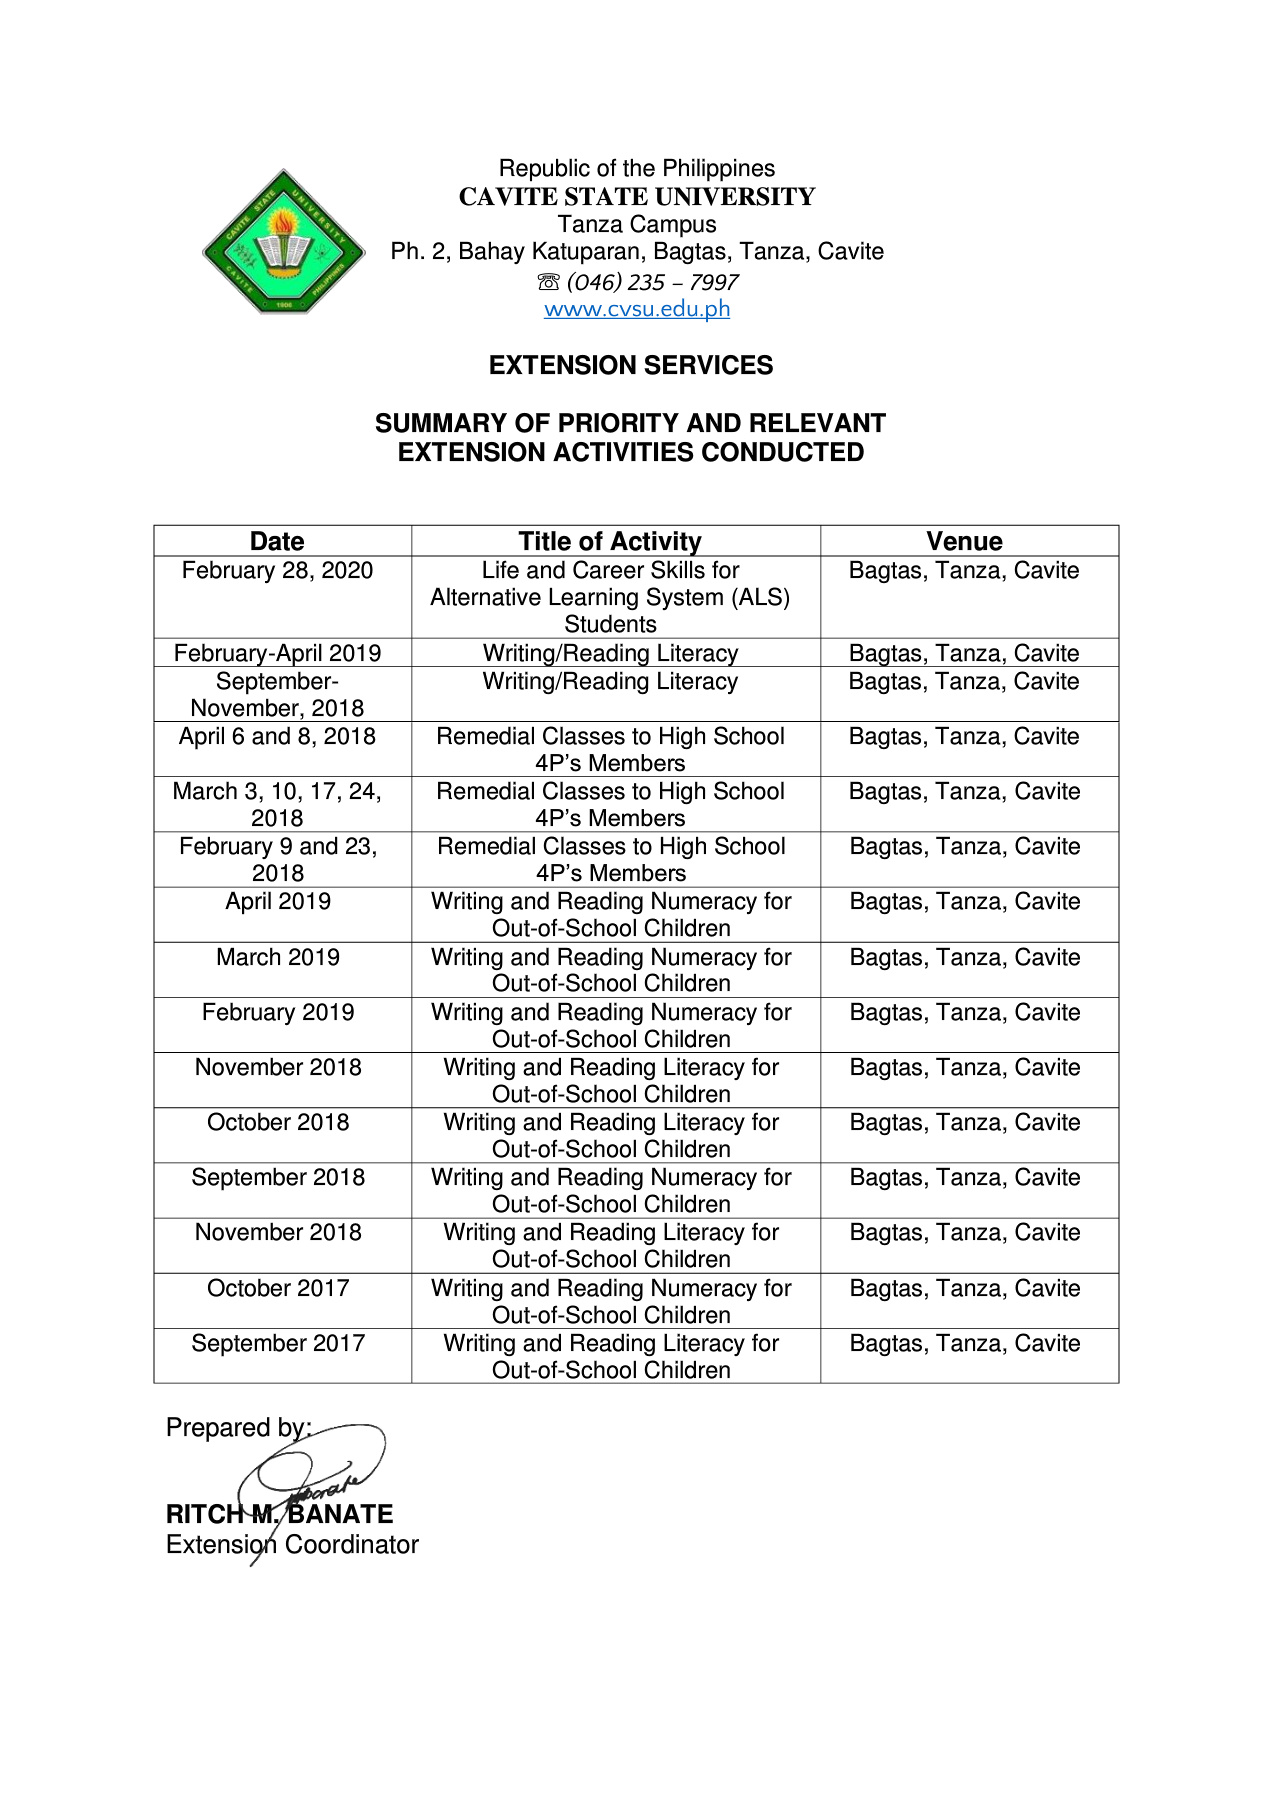 Republic of the Philippines
CAVITE STATE UNIVERSITY
Tanza Campus
Ph. 2, Bahay Katuparan, Bagtas, Tanza, Cavite
☏ (046) 235 – 7997
www.cvsu.edu.ph
CAVITE STATE UNIVERSITY
CAVITE PHILIPPINES
1906
EXTENSION SERVICES
SUMMARY OF PRIORITY AND RELEVANT
EXTENSION ACTIVITIES CONDUCTED
Date Title of Activity Venue
February 28, 2020 Life and Career Skills for Bagtas, Tanza, Cavite
Alternative Learning System (ALS)
Students
February-April 2019 Writing/Reading Literacy Bagtas, Tanza, Cavite
September- Writing/Reading Literacy Bagtas, Tanza, Cavite
November, 2018
April 6 and 8, 2018 Remedial Classes to High School Bagtas, Tanza, Cavite
4P's Members
March 3, 10, 17, 24, Remedial Classes to High School Bagtas, Tanza, Cavite
2018 4P's Members
February 9 and 23, Remedial Classes to High School Bagtas, Tanza, Cavite
2018 4P's Members
April 2019 Writing and Reading Numeracy for Bagtas, Tanza, Cavite
Out-of-School Children
March 2019 Writing and Reading Numeracy for Bagtas, Tanza, Cavite
Out-of-School Children
February 2019 Writing and Reading Numeracy for Bagtas, Tanza, Cavite
Out-of-School Children
November 2018 Writing and Reading Literacy for Bagtas, Tanza, Cavite
Out-of-School Children
October 2018 Writing and Reading Literacy for Bagtas, Tanza, Cavite
Out-of-School Children
September 2018 Writing and Reading Numeracy for Bagtas, Tanza, Cavite
Out-of-School Children
November 2018 Writing and Reading Literacy for Bagtas, Tanza, Cavite
Out-of-School Children
October 2017 Writing and Reading Numeracy for Bagtas, Tanza, Cavite
Out-of-School Children
September 2017 Writing and Reading Literacy for Bagtas, Tanza, Cavite
Out-of-School Children
Prepared by:
RITCH M. BANATE
Extension Coordinator